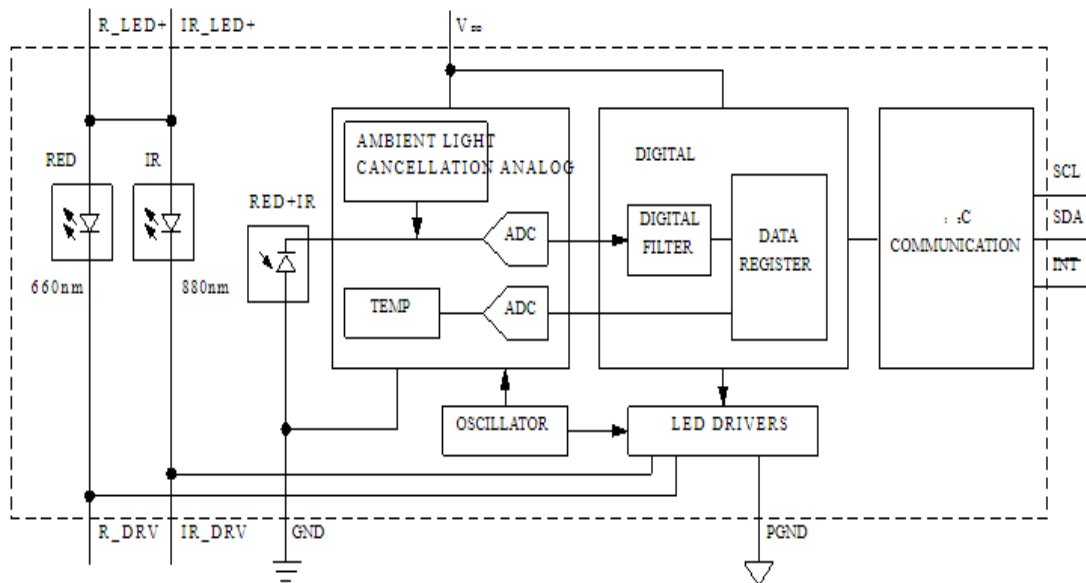 R_LED+ IR_LED+
V
RED IR
AMBIENT LIGHT
CANCELLATION ANALOG
DIGITAL
RED+IR
ADC
DIGITAL
FILTER
DATA
REGISTER
C
COMMUNICATION
SCL
SDA
INT
660nm 880nm
TEMP
ADC
OSCILLATOR
LED DRIVERS
R_DRV IR_DRV
GND
PGND